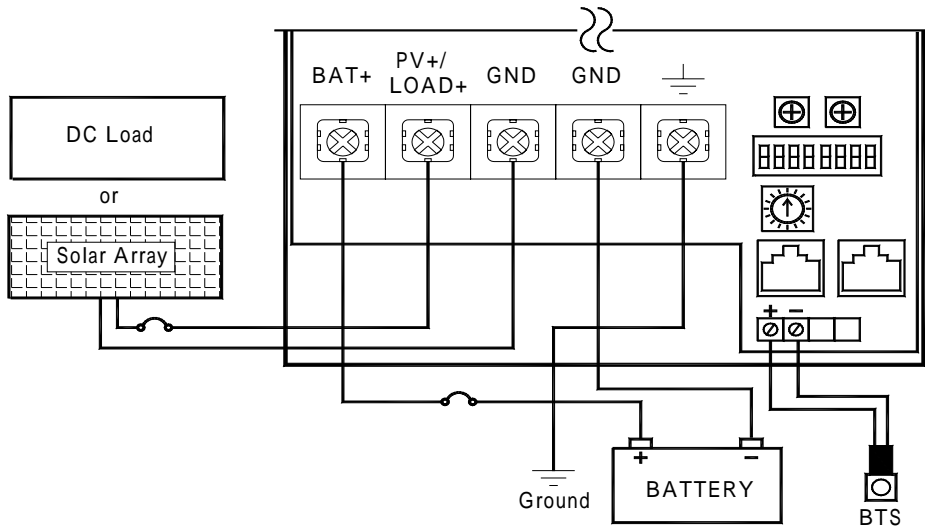 BAT+
PV+/
LOAD+
GND
GND
DC Load
or
Solar Array
+ −
+ −
BATTERY
Ground
BTS